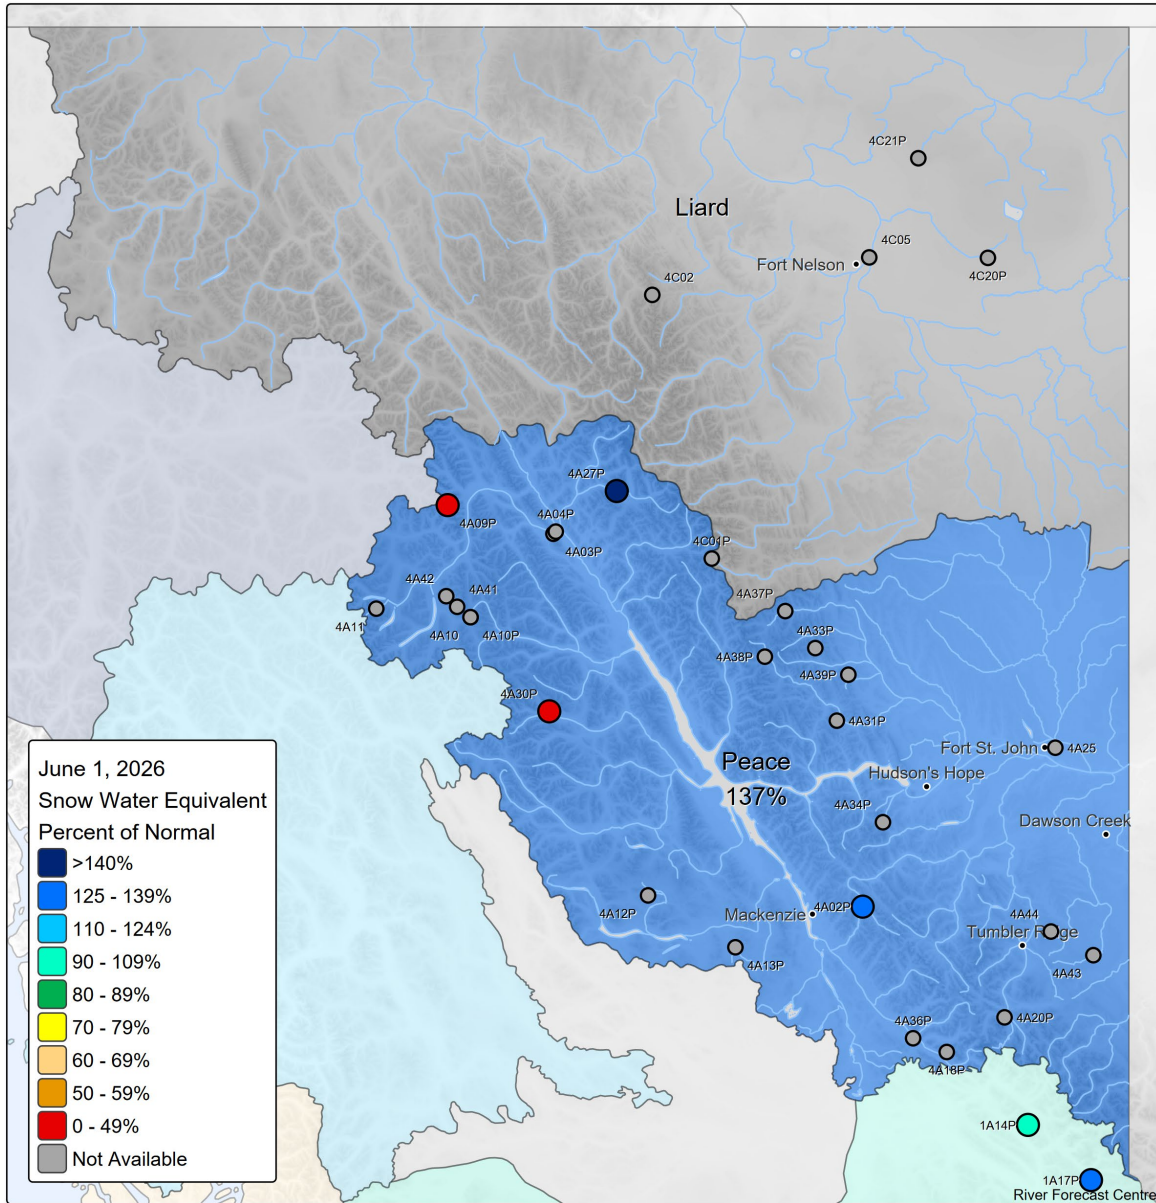 4C21P
Liard
4C05
Fort Nelson
4C20P
4C02
4A27P
4A09P
4A04P
4A03P
4C01P
4A42
4A41
4A37P
4A11
4A10
4A10P
4A33P
4A38P
4A39P
4A30P
4A31P
Fort St. John
4A25
Peace
137%
Hudson's Hope
4A34P
Dawson Creek
4A12P
Mackenzie
4A02P
4A44
Tumbler Ridge
4A13P
4A43
4A36P
4A20P
4A18P
1A14P
1A17P
River Forecast Centre
June 1, 2026
Snow Water Equivalent
Percent of Normal
>140%
125 - 139%
110 - 124%
90 - 109%
80 - 89%
70 - 79%
60 - 69%
50 - 59%
0 - 49%
Not Available